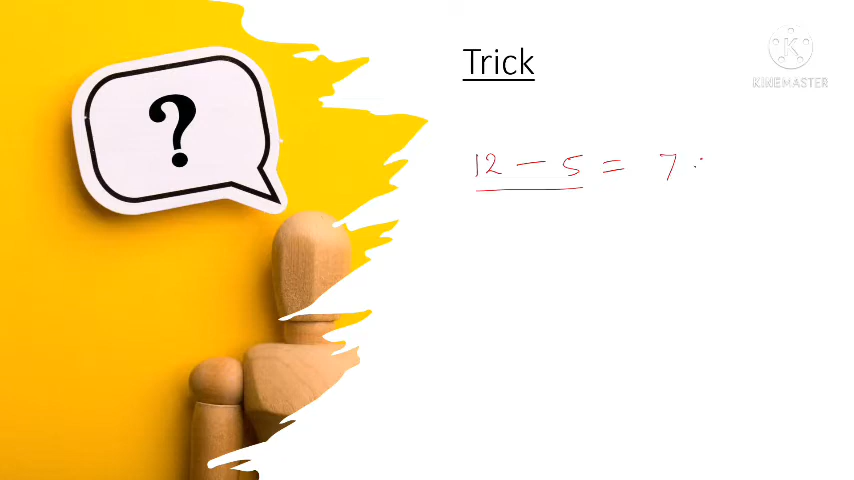 ?
Trick
K
KINEMASTER
12 – 5 = 7